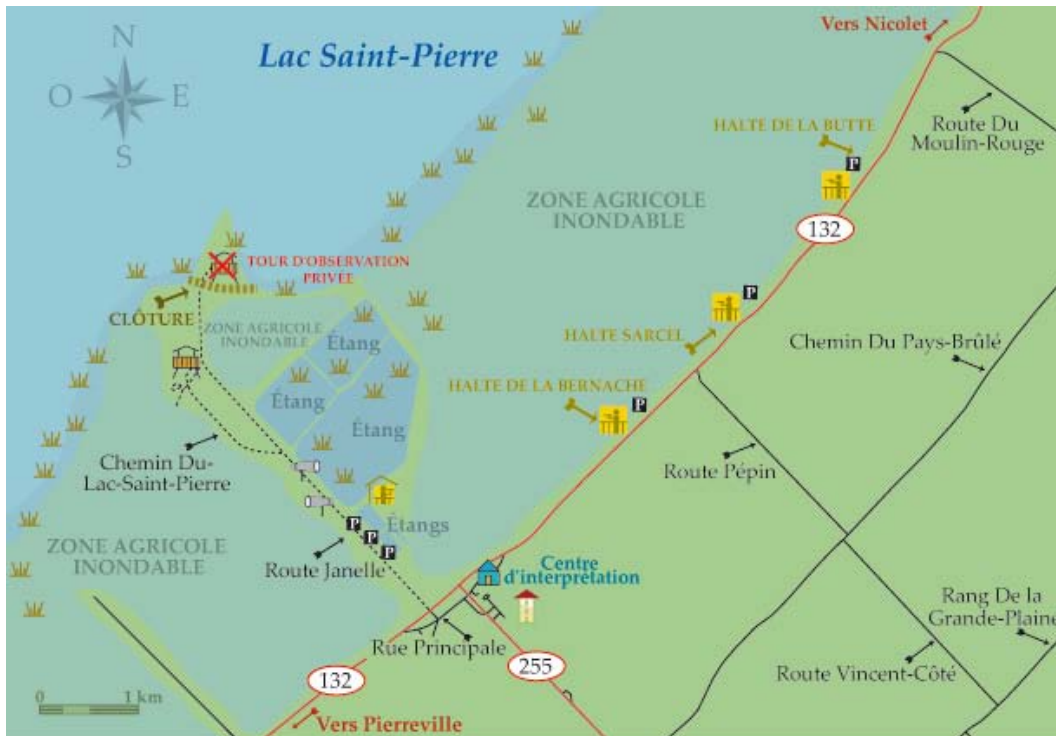 Vers Nicolet
N
Lac Saint-Pierre
O
E
S
HALTE DE LA BUTTE
P
Route Du
Moulin-Rouge
ZONE AGRICOLE
INONDABLE
132
TOUR D'OBSERVATION
PRIVÉE
CLÔTURE
ZONE AGRICOLE
INONDABLE
Étang
P
HALTE SARCEL
Chemin Du Pays-Brûlé
HALTE DE LA BERNACHE
P
Étang
Étang
Chemin Du-
Lac-Saint-Pierre
Route Pépin
P
P
P
Étangs
ZONE AGRICOLE
INONDABLE
Route Janelle
Centre
d'interprétation
Rang De la
Grande-Plaine
Rue Principale
255
Route Vincent-Côté
132
0
1 km
Vers Pierreville